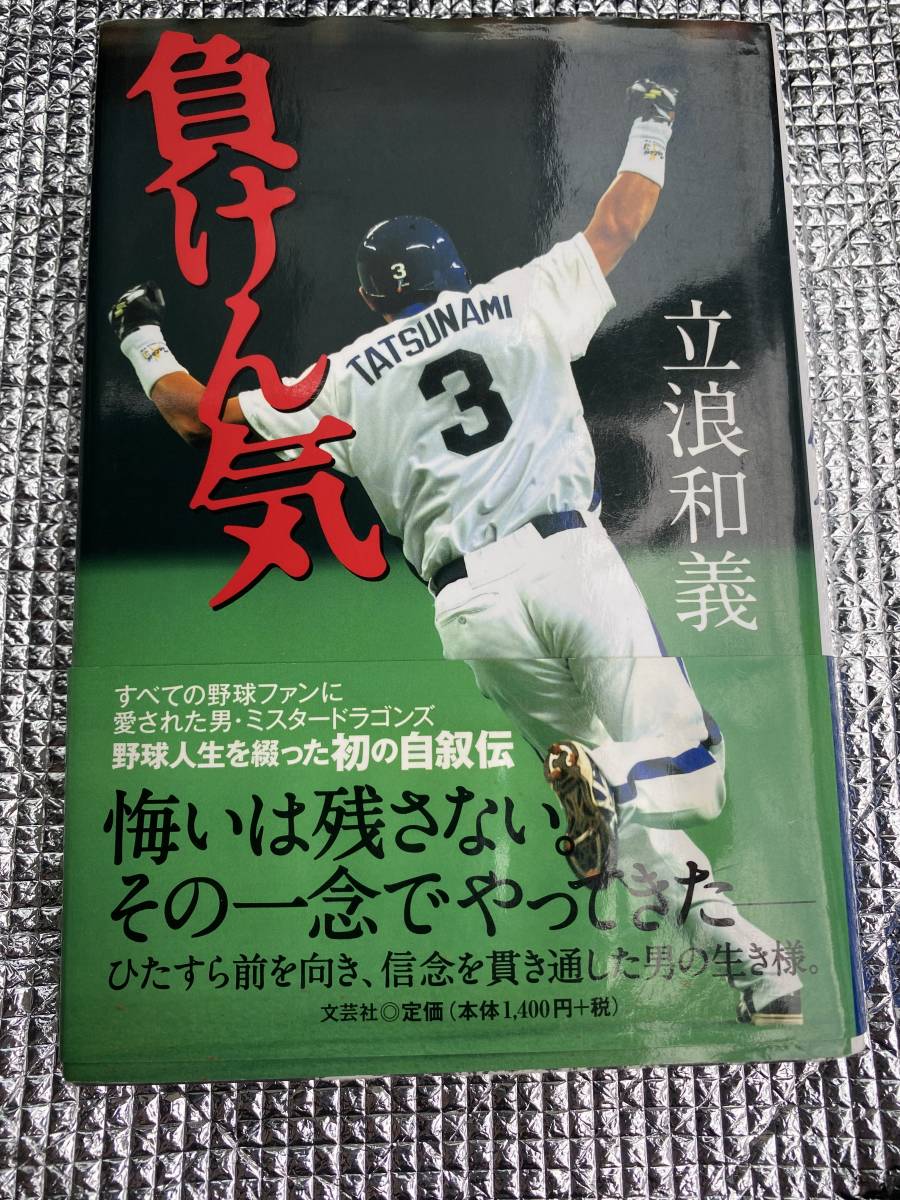 負けん気
立浪和義
3
TATSUNAMI
3
すべての野球ファンに
愛された男・ミスタードラゴンズ
野球人生を綴った初の自叙伝
悔いは残さない。
その一念でやってきた――
ひたすら前を向き、信念を貫き通した男の生き様。
文芸社◎定価（本体1,400円+税）